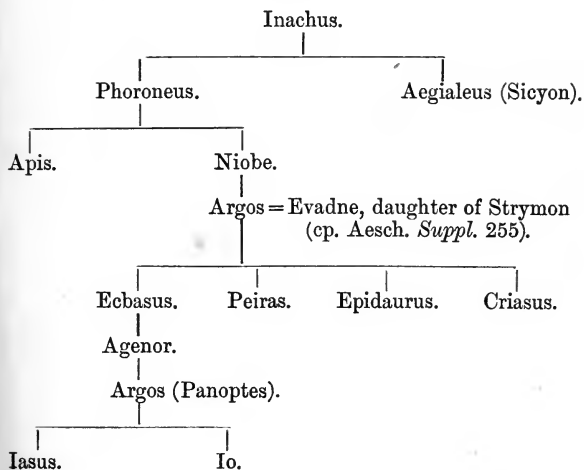 Inachus.
Phoroneus. Aegialeus (Sicyon).
Apis. Niobe.
Argos = Evadne, daughter of Strymon
(cp. Aesch. Suppl. 255).
Ecbasus. Peiras. Epidaurus. Criasus.
Agenor.
Argos (Panoptes).
Iasus. Io.